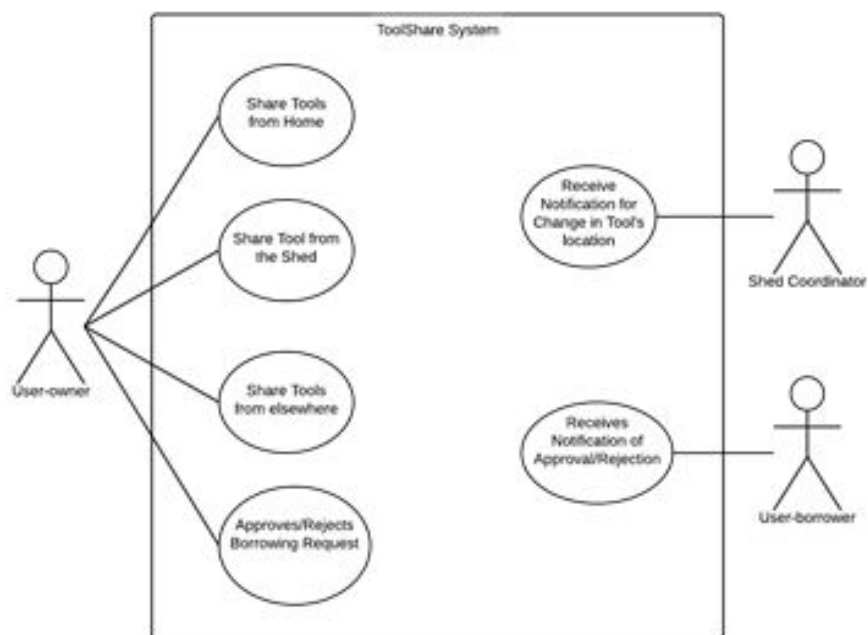 ToolShare System
Share Tools
from Home
Share Tool from
the Shed
Share Tools
from elsewhere
Approves/Rejects
Borrowing Request
User-owner
Receive
Notification for
Change in Tool's
location
Shed Coordinator
Receives
Notification of
Approval/Rejection
User-borrower